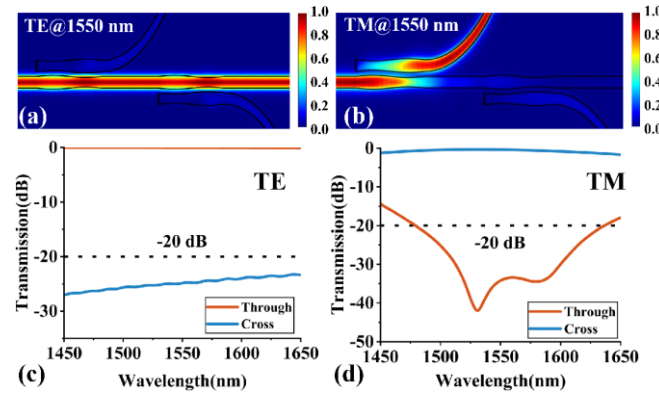 TE@1550 nm
1.0
0.8
0.6
0.4
0.2
0.0
(a)
TM@1550 nm
1.0
0.8
0.6
0.4
0.2
0.0
(b)
0
-10
-20
-30
Transmission(dB)
TE
-20 dB
Through
Cross
1450
1500
1550
1600
1650
Wavelength(nm)
(c)
0
-10
-20
-30
-40
-50
Transmission(dB)
TM
-20 dB
Through
Cross
1450
1500
1550
1600
1650
Wavelength(nm)
(d)